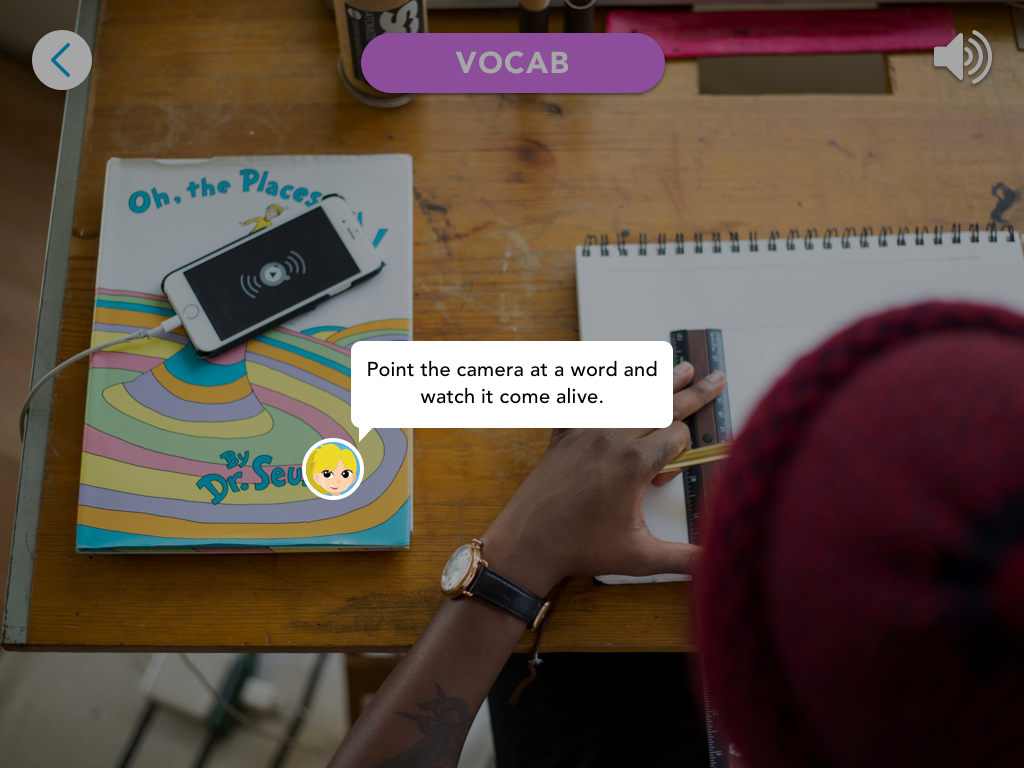 VOCAB
Oh, the Places
Point the camera at a word and
watch it come alive.
By
Dr. Seu